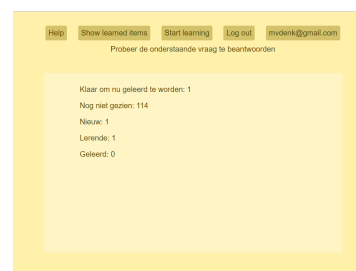 Help Show learned items Start learning Log out mvdenk@gmail.com
Probeer de onderstaande vraag te beantwoorden
Klaar om nu geleerd te worden: 1
Nog niet gezien: 114
Nieuw: 1
Lerende: 1
Geleerd: 0